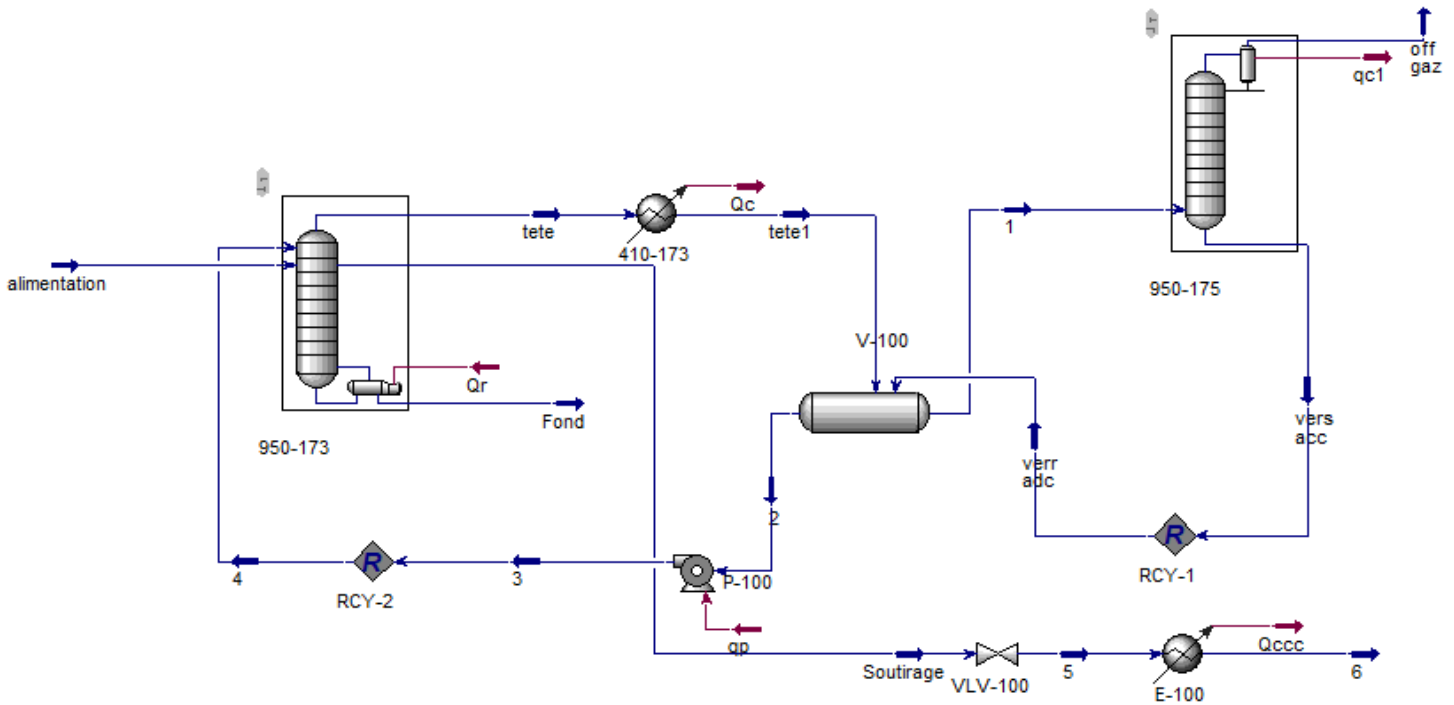 off
gaz
qc1
Qc
tete
tete1
1
410-173
alimentation
950-175
V-100
Qr
Fond
vers
acc
950-173
verr
adc
2
4
3
P-100
RCY-2
RCY-1
qp
Soutirage
VLV-100
5
Qccc
E-100
6
R
R